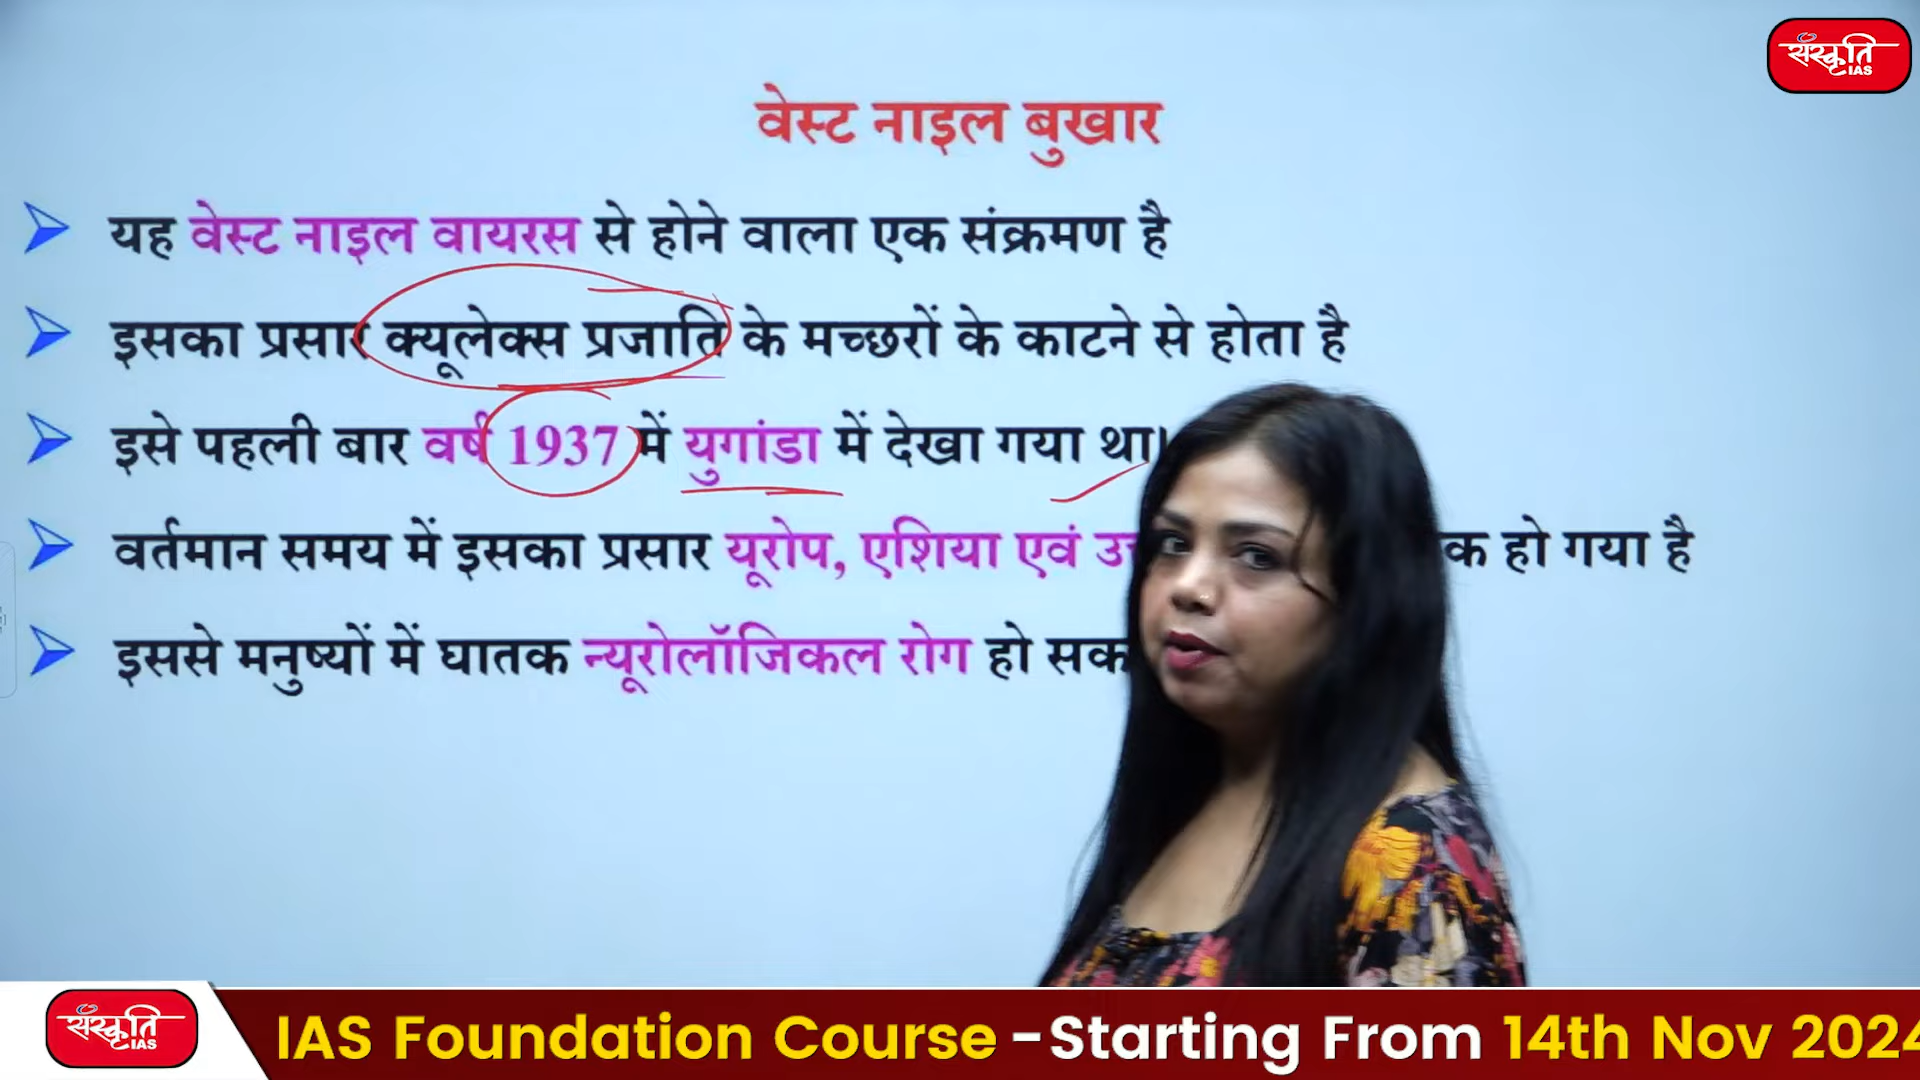 संस्कृति
IAS
वेस्ट नाइल बुखार
यह वेस्ट नाइल वायरस से होने वाला एक संक्रमण है
इसका प्रसार क्यूलेक्स प्रजाति के मच्छरों के काटने से होता है
इसे पहली बार वर्ष 1937 में युगांडा में देखा गया था।
वर्तमान समय में इसका प्रसार यूरोप, एशिया एवं हो गया है
इससे मनुष्यों में घातक न्यूरोलॉजिकल रोग हो
संस्कृति
IAS
IAS Foundation Course -Starting From 14th Nov 2024